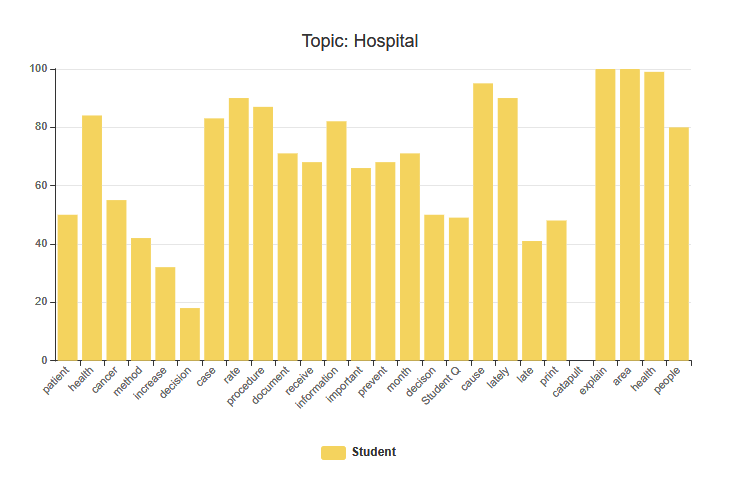 Topic: Hospital
100
80
60
40
20
0
patient
health
cancer
method
increase
decision
case
rate
procedure
document
receive
information
important
prevent
month
decison
Student Q
cause
lately
late
print
catapult
explain
area
health
people
Student